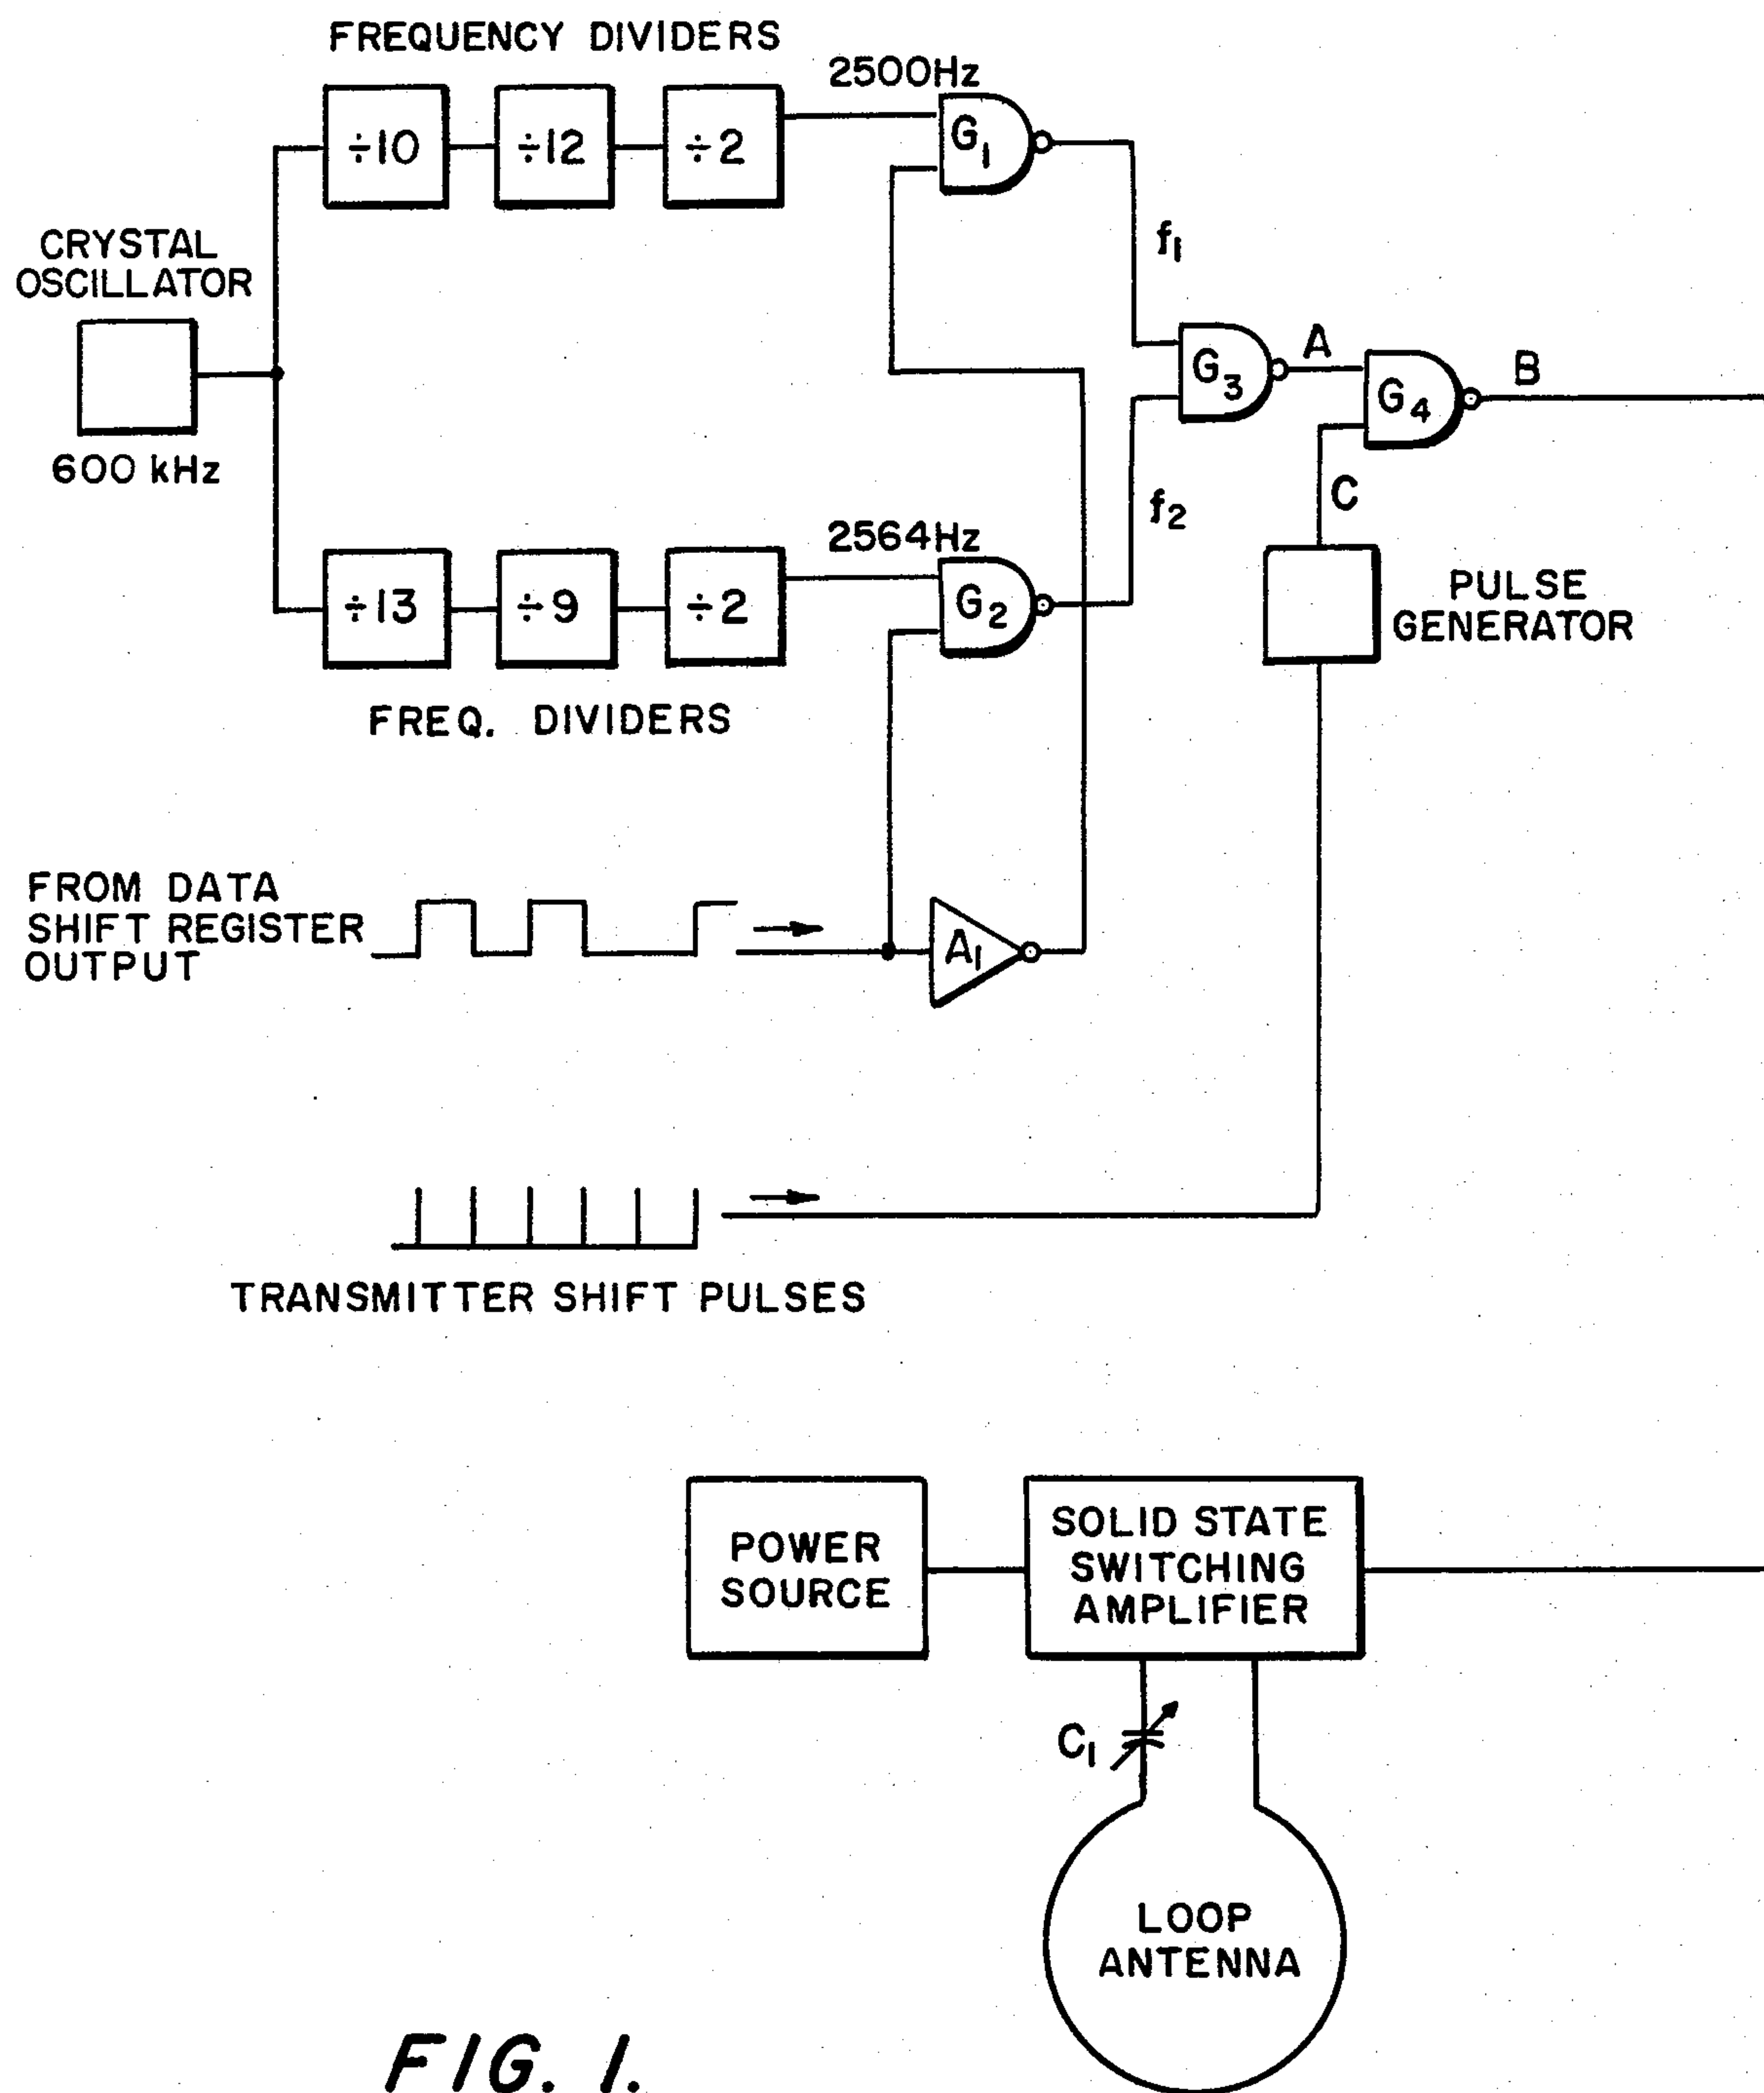 FREQUENCY DIVIDERS
÷10
÷12
÷2
2500Hz
G1
f1
CRYSTAL
OSCILLATOR
600 kHz
G3
A
G4
B
C
f2
÷13
÷9
÷2
2564Hz
G2
PULSE
GENERATOR
FREQ. DIVIDERS
FROM DATA
SHIFT REGISTER
OUTPUT
A1
TRANSMITTER SHIFT PULSES
POWER
SOURCE
SOLID STATE
SWITCHING
AMPLIFIER
C1
LOOP
ANTENNA
FIG. 1.